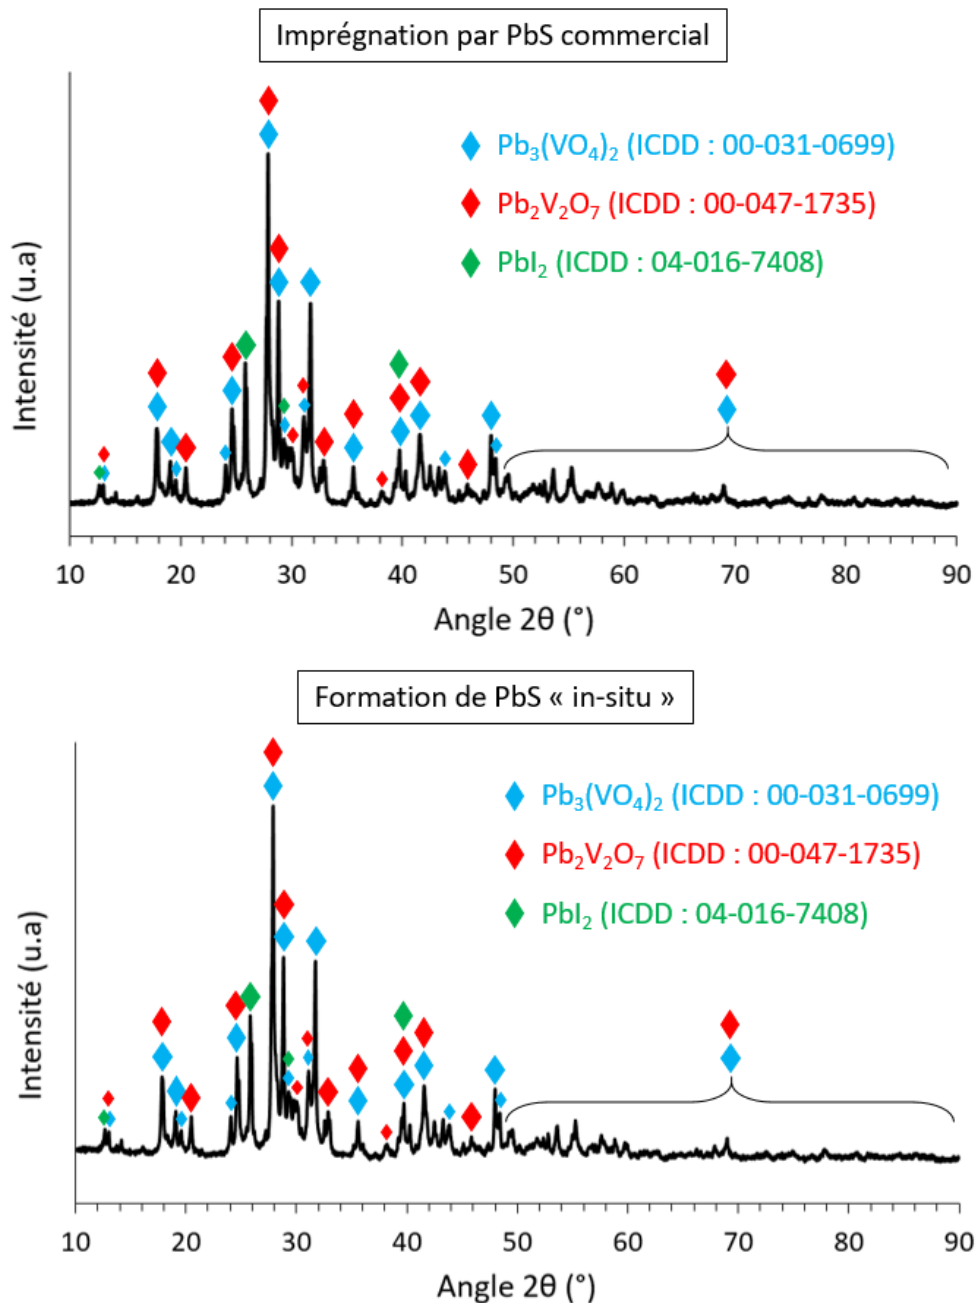 Imprégnation par PbS commercial
Pb₃(VO₄)₂ (ICDD : 00-031-0699)
Pb₂V₂O₇ (ICDD : 00-047-1735)
PbI₂ (ICDD : 04-016-7408)
Intensité (u.a)
10 20 30 40 50 60 70 80 90
Angle 2θ (°)
Formation de PbS « in-situ »
Pb₃(VO₄)₂ (ICDD : 00-031-0699)
Pb₂V₂O₇ (ICDD : 00-047-1735)
PbI₂ (ICDD : 04-016-7408)
Intensité (u.a)
10 20 30 40 50 60 70 80 90
Angle 2θ (°)